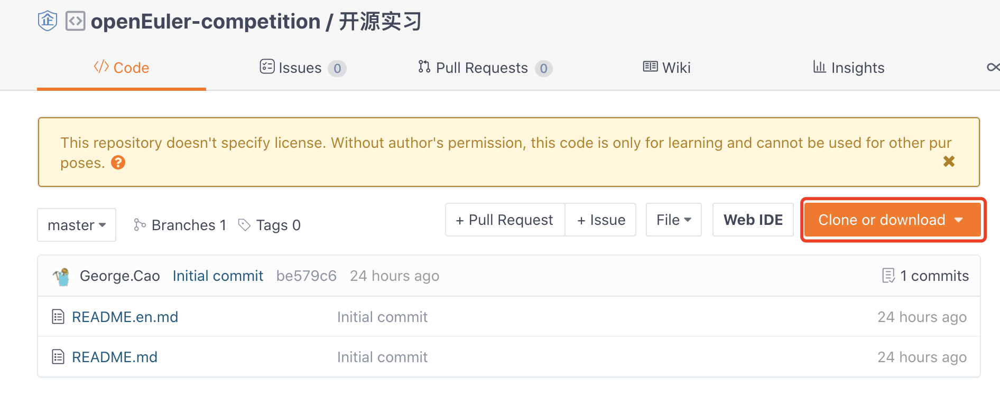 openEuler-competition / 开源实习
Code Issues 0 Pull Requests 0 Wiki Insights
This repository doesn't specify license. Without author's permission, this code is only for learning and cannot be used for other pur
poses. ?
master Branches 1 Tags 0 + Pull Request + Issue File Web IDE Clone or download
George.Cao Initial commit be579c6 24 hours ago 1 commits
README.en.md Initial commit 24 hours ago
README.md Initial commit 24 hours ago